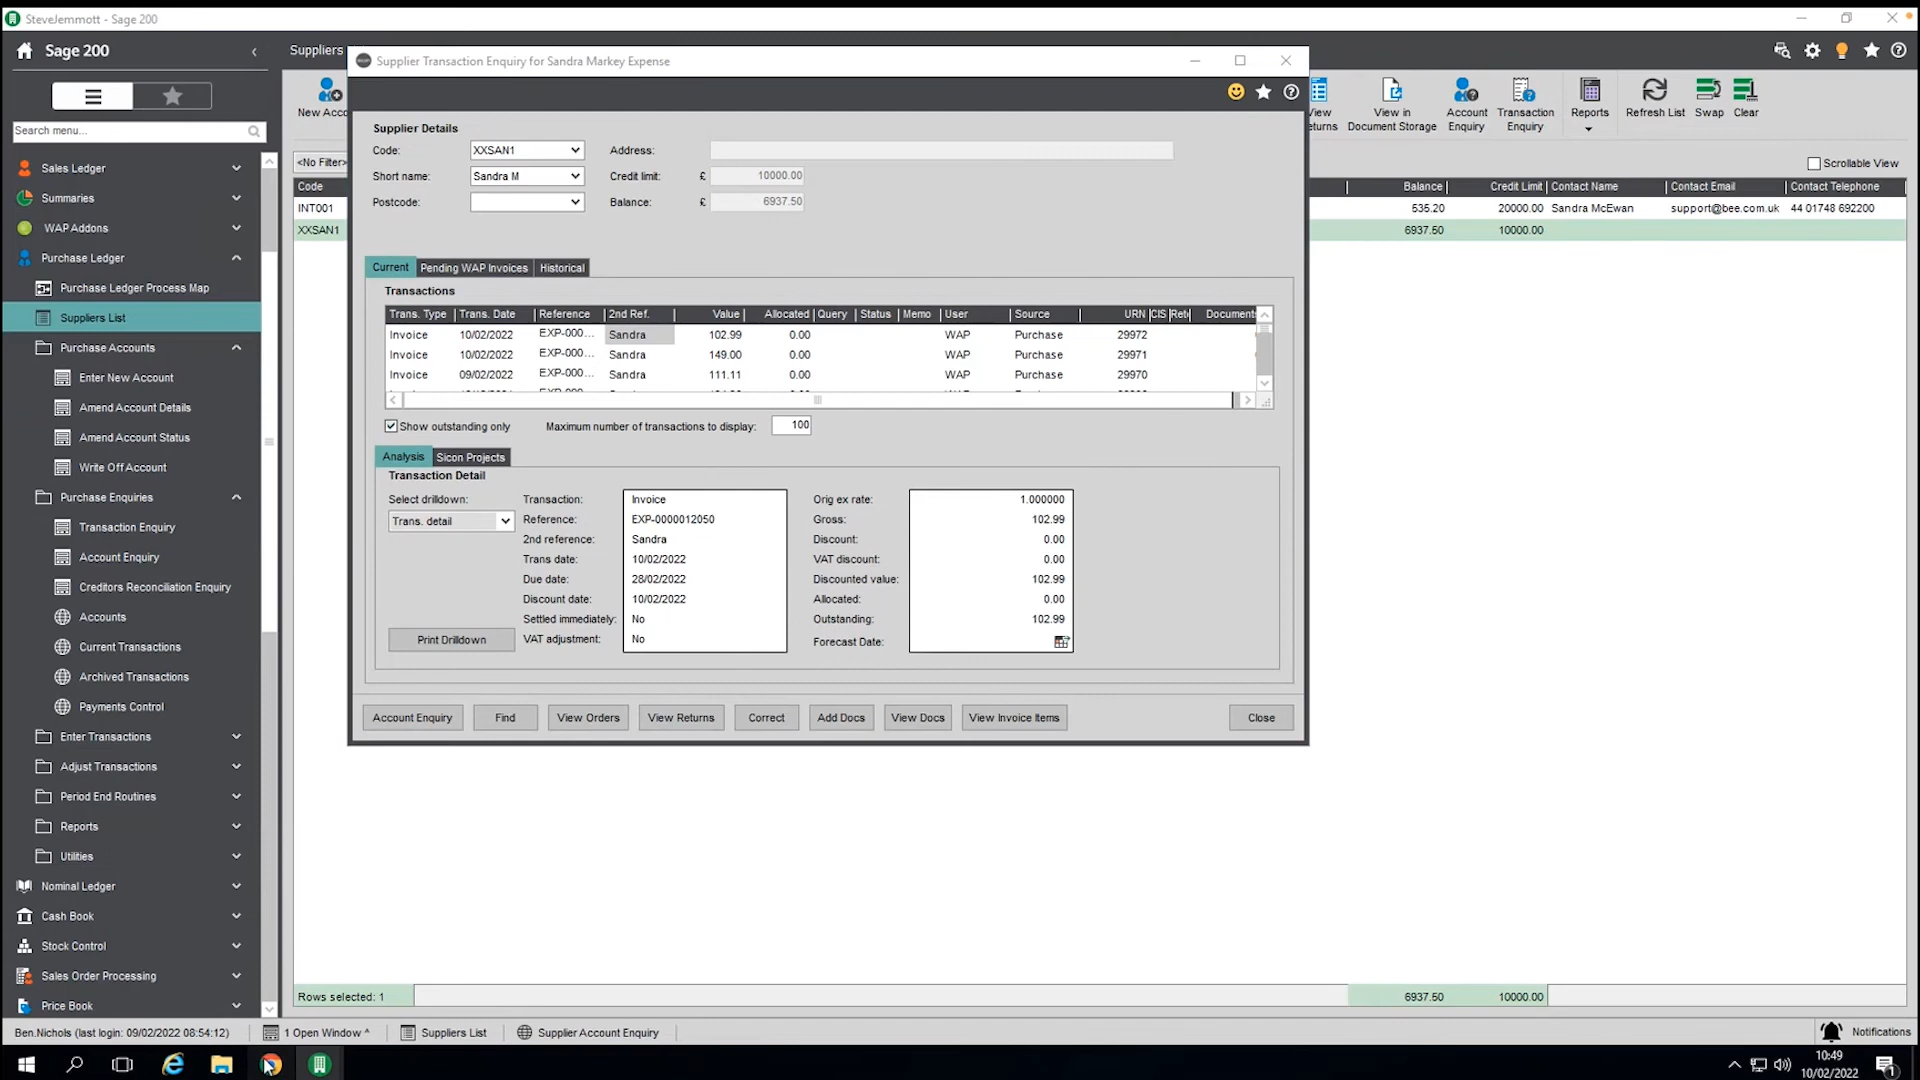 SteveJemmott - Sage 200
Sage 200
Search menu...
Sales Ledger
Summaries
WAP Addons
Purchase Ledger
Purchase Ledger Process Map
Suppliers List
Purchase Accounts
Enter New Account
Amend Account Details
Amend Account Status
Write Off Account
Purchase Enquiries
Transaction Enquiry
Account Enquiry
Creditors Reconciliation Enquiry
Accounts
Current Transactions
Archived Transactions
Payments Control
Enter Transactions
Adjust Transactions
Period End Routines
Reports
Utilities
Nominal Ledger
Cash Book
Stock Control
Sales Order Processing
Price Book
Suppliers
New Acco
<No Filter>
Code
INT001
XXSAN1
Supplier Transaction Enquiry for Sandra Markey Expense
Supplier Details
Code: XXSAN1 Address:
Short name: Sandra M Credit limit: £ 10000.00
Postcode: Balance: £ 6937.50
Current Pending WAP Invoices Historical
Transactions
Trans. Type Trans. Date Reference 2nd Ref. Value Allocated Query Status Memo User Source URN CIS Rete Document
Invoice 10/02/2022 EXP-000... Sandra 102.99 0.00 WAP Purchase 29972
Invoice 10/02/2022 EXP-000... Sandra 149.00 0.00 WAP Purchase 29971
Invoice 09/02/2022 EXP-000... Sandra 111.11 0.00 WAP Purchase 29970
Show outstanding only Maximum number of transactions to display: 100
Analysis Sicon Projects
Transaction Detail
Select drilldown: Transaction: Invoice Orig ex rate: 1.000000
Trans. detail Reference: EXP-0000012050 Gross: 102.99
2nd reference: Sandra Discount: 0.00
Trans date: 10/02/2022 VAT discount: 0.00
Due date: 28/02/2022 Discounted value: 102.99
Discount date: 10/02/2022 Allocated: 0.00
Settled immediately: No Outstanding: 102.99
Print Drilldown VAT adjustment: No Forecast Date:
Account Enquiry Find View Orders View Returns Correct Add Docs View Docs View Invoice Items Close
View in Document Storage
Account Enquiry
Transaction Enquiry
Reports
Refresh List
Swap
Clear
Scrollable View
Balance Credit Limit Contact Name Contact Email Contact Telephone
535.20 20000.00 Sandra McEwan support@bee.com.uk 44 01748 692200
6937.50 10000.00
Rows selected: 1 6937.50 10000.00
Ben.Nichols (last login: 09/02/2022 08:54:12) 1 Open Window ^ Suppliers List Supplier Account Enquiry Notifications
10:49
10/02/2022
1